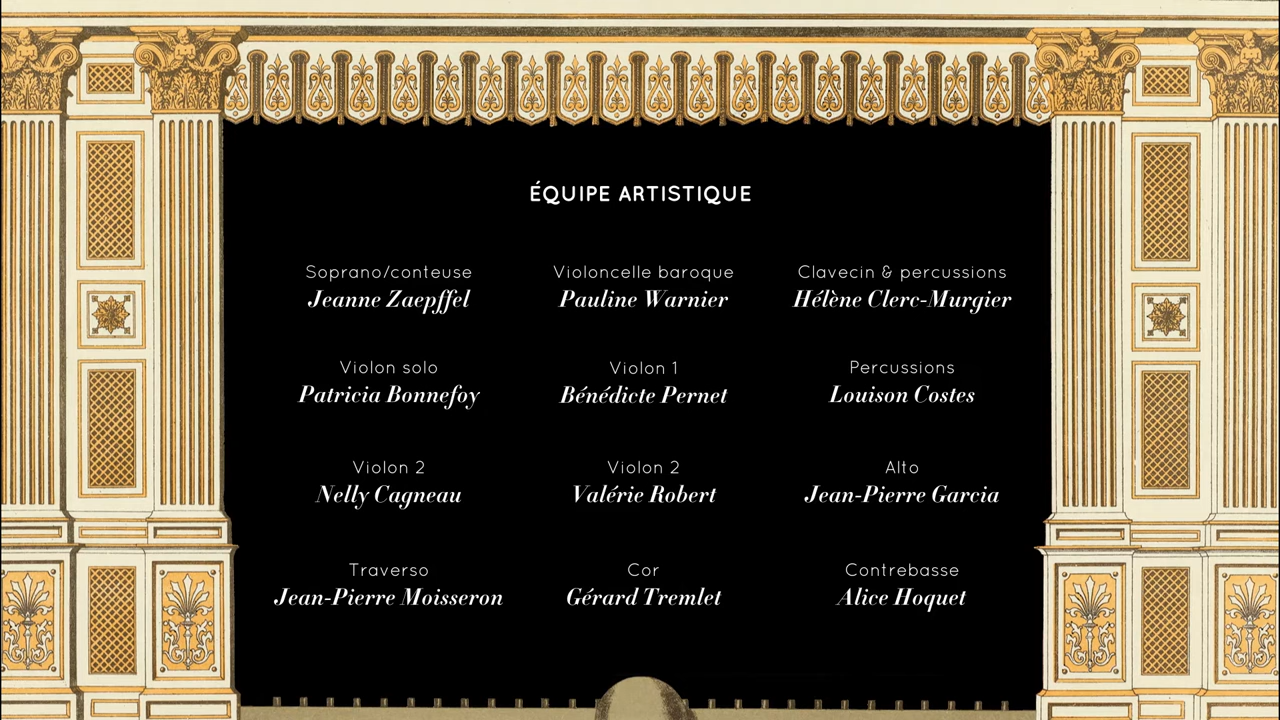 ÉQUIPE ARTISTIQUE
Soprano/conteuse
Jeanne Zaepffel
Violoncelle baroque
Pauline Warnier
Clavecin & percussions
Hélène Clerc-Murgier
Violon solo
Patricia Bonnefoy
Violon 1
Bénédicte Pernet
Percussions
Louison Costes
Violon 2
Nelly Cagneau
Violon 2
Valérie Robert
Alto
Jean-Pierre Garcia
Traverso
Jean-Pierre Moisseron
Cor
Gérard Tremlet
Contrebasse
Alice Hoquet